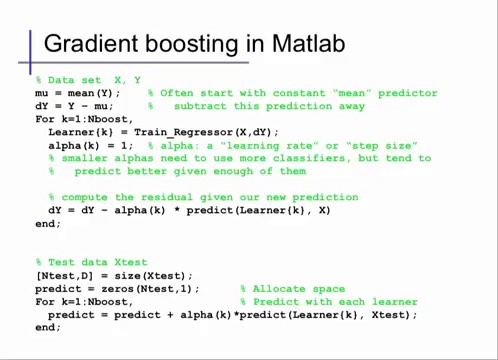 Gradient boosting in Matlab
% Data set X, Y
mu = mean(Y); % Often start with constant "mean" predictor
dY = Y - mu; % subtract this prediction away
For k=1:Nboost,
Learner{k} = Train_Regressor(X,dY);
alpha(k) = 1; % alpha: a "learning rate" or "step size"
% smaller alphas need to use more classifiers, but tend to
% predict better given enough of them
% compute the residual given our new prediction
dY = dY - alpha(k) * predict(Learner{k}, X)
end;
% Test data Xtest
[Ntest,D] = size(Xtest);
predict = zeros(Ntest,1); % Allocate space
For k=1:Nboost, % Predict with each learner
predict = predict + alpha(k)*predict(Learner{k}, Xtest);
end;